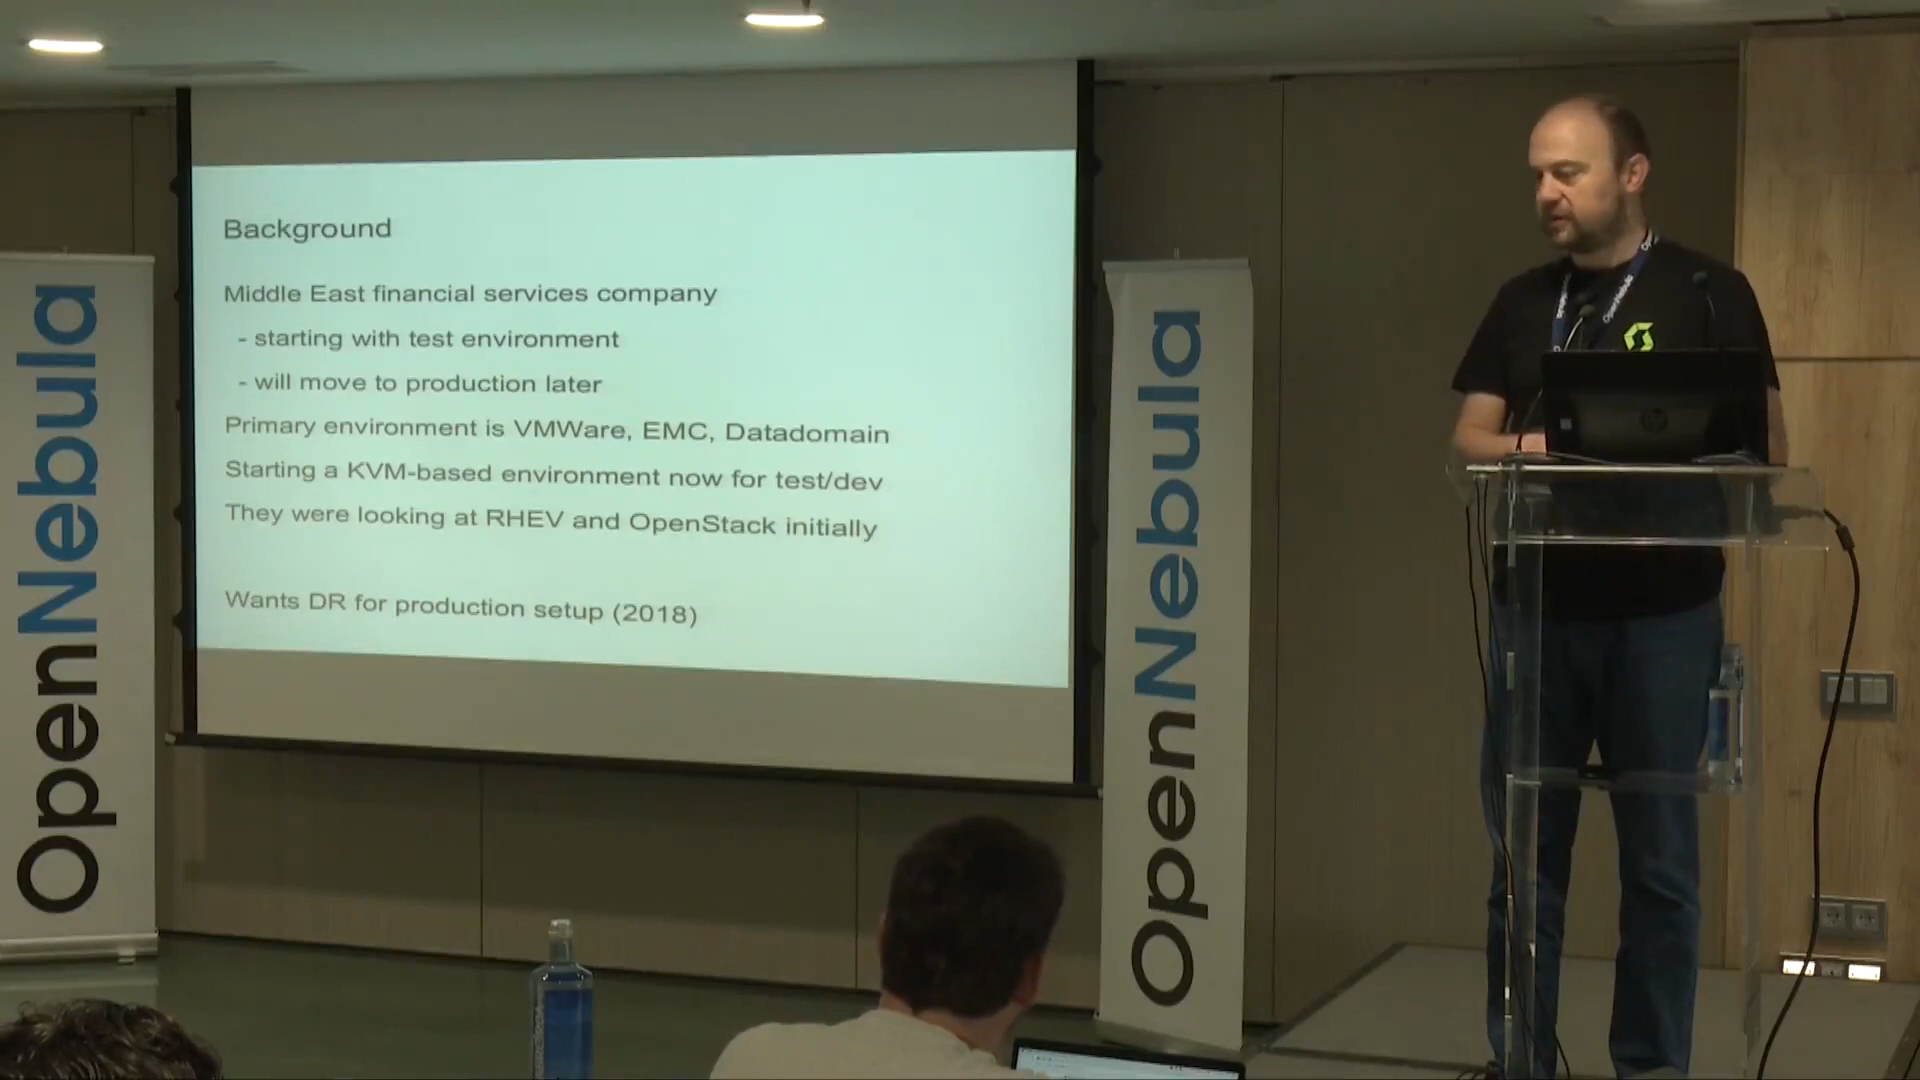 Background
Middle East financial services company
- starting with test environment
- will move to production later
Primary environment is VMWare, EMC, Datadomain
Starting a KVM-based environment now for test/dev
They were looking at RHEV and OpenStack initially
Wants DR for production setup (2018)
OpenNebula
OpenNebula
OpenNebula
hp